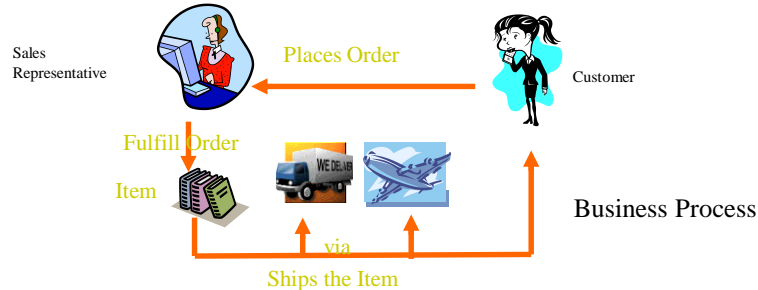 Sales
Representative
Places Order
Customer
Fulfill Order
WE DELIVER
Item
Business Process
via
Ships the Item